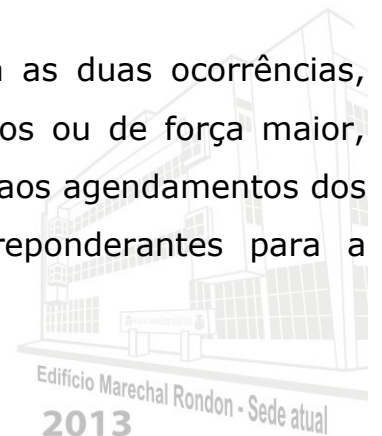 as duas ocorrências,
os ou de força maior,
aos agendamentos dos
reponderantes para a
Edifício Marechal Rondon - Sede atual
2013